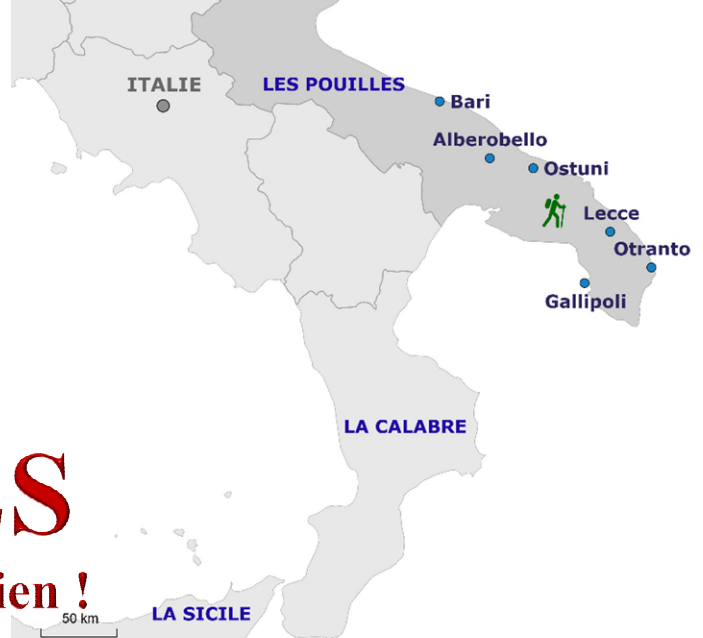 ITALIE
LES POUILLES
Bari
Alberobello
Ostuni
Lecce
Otranto
Gallipoli
LA CALABRE
LA SICILE
50 km